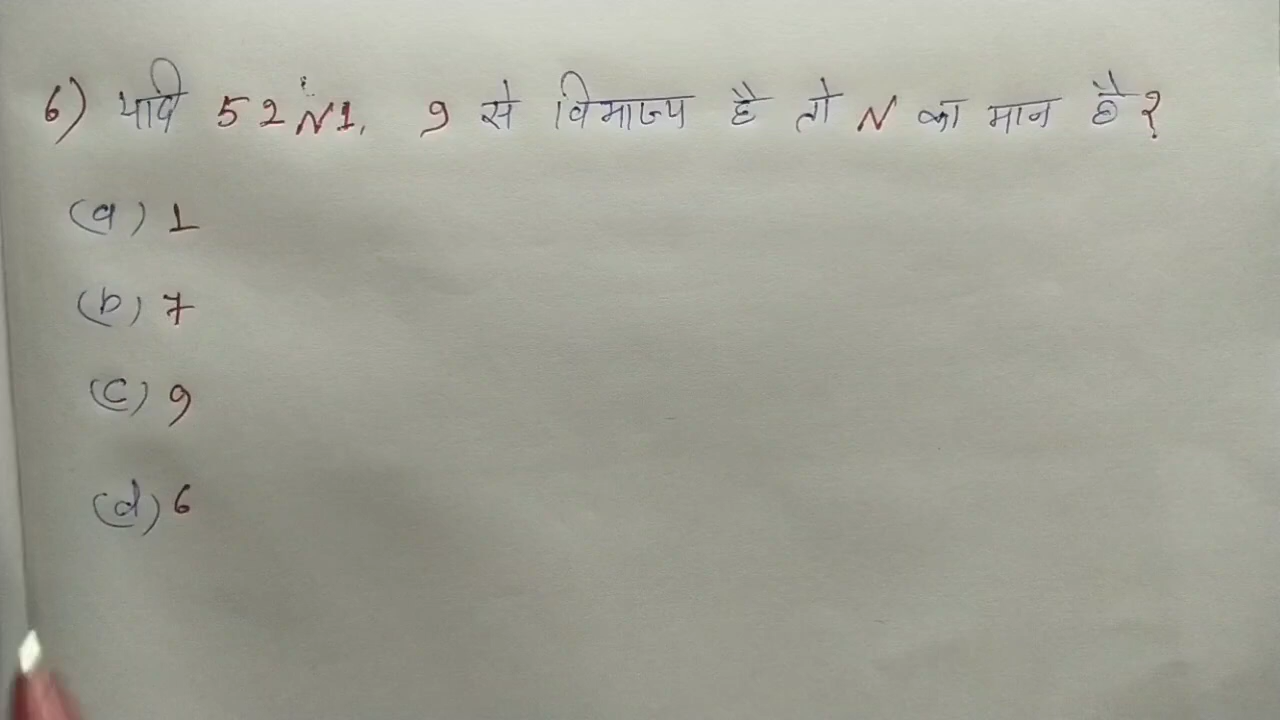 6) यदि 52N1, 9 से विभाज्य है तो N का मान है?
(a) 1
(b) 7
(c) 9
(d) 6